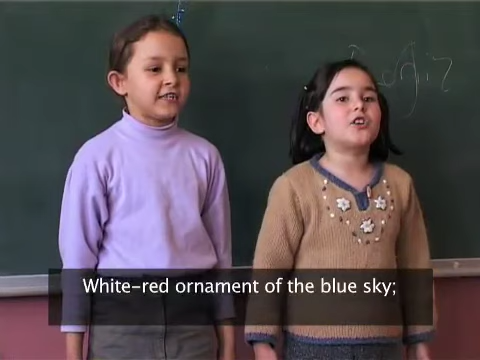 White-red ornament of the blue sky;